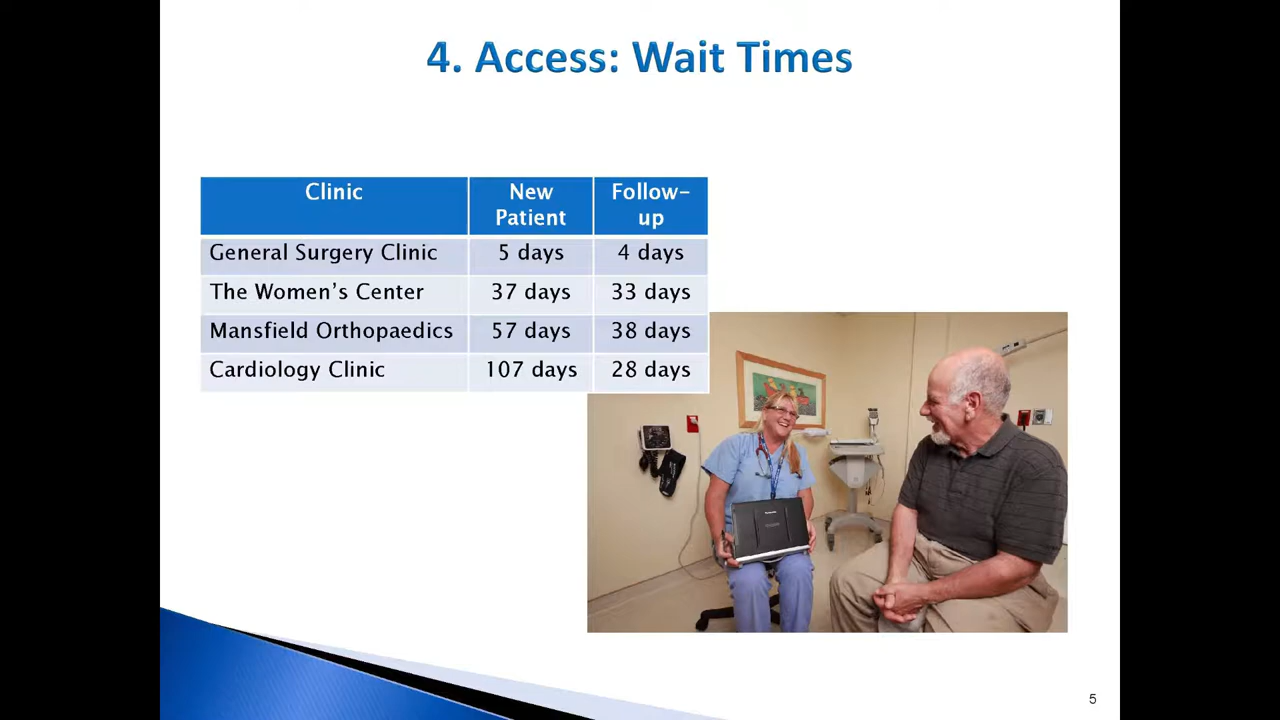 4. Access: Wait Times
Clinic New Follow-
Patient up
General Surgery Clinic 5 days 4 days
The Women's Center 37 days 33 days
Mansfield Orthopaedics 57 days 38 days
Cardiology Clinic 107 days 28 days
5